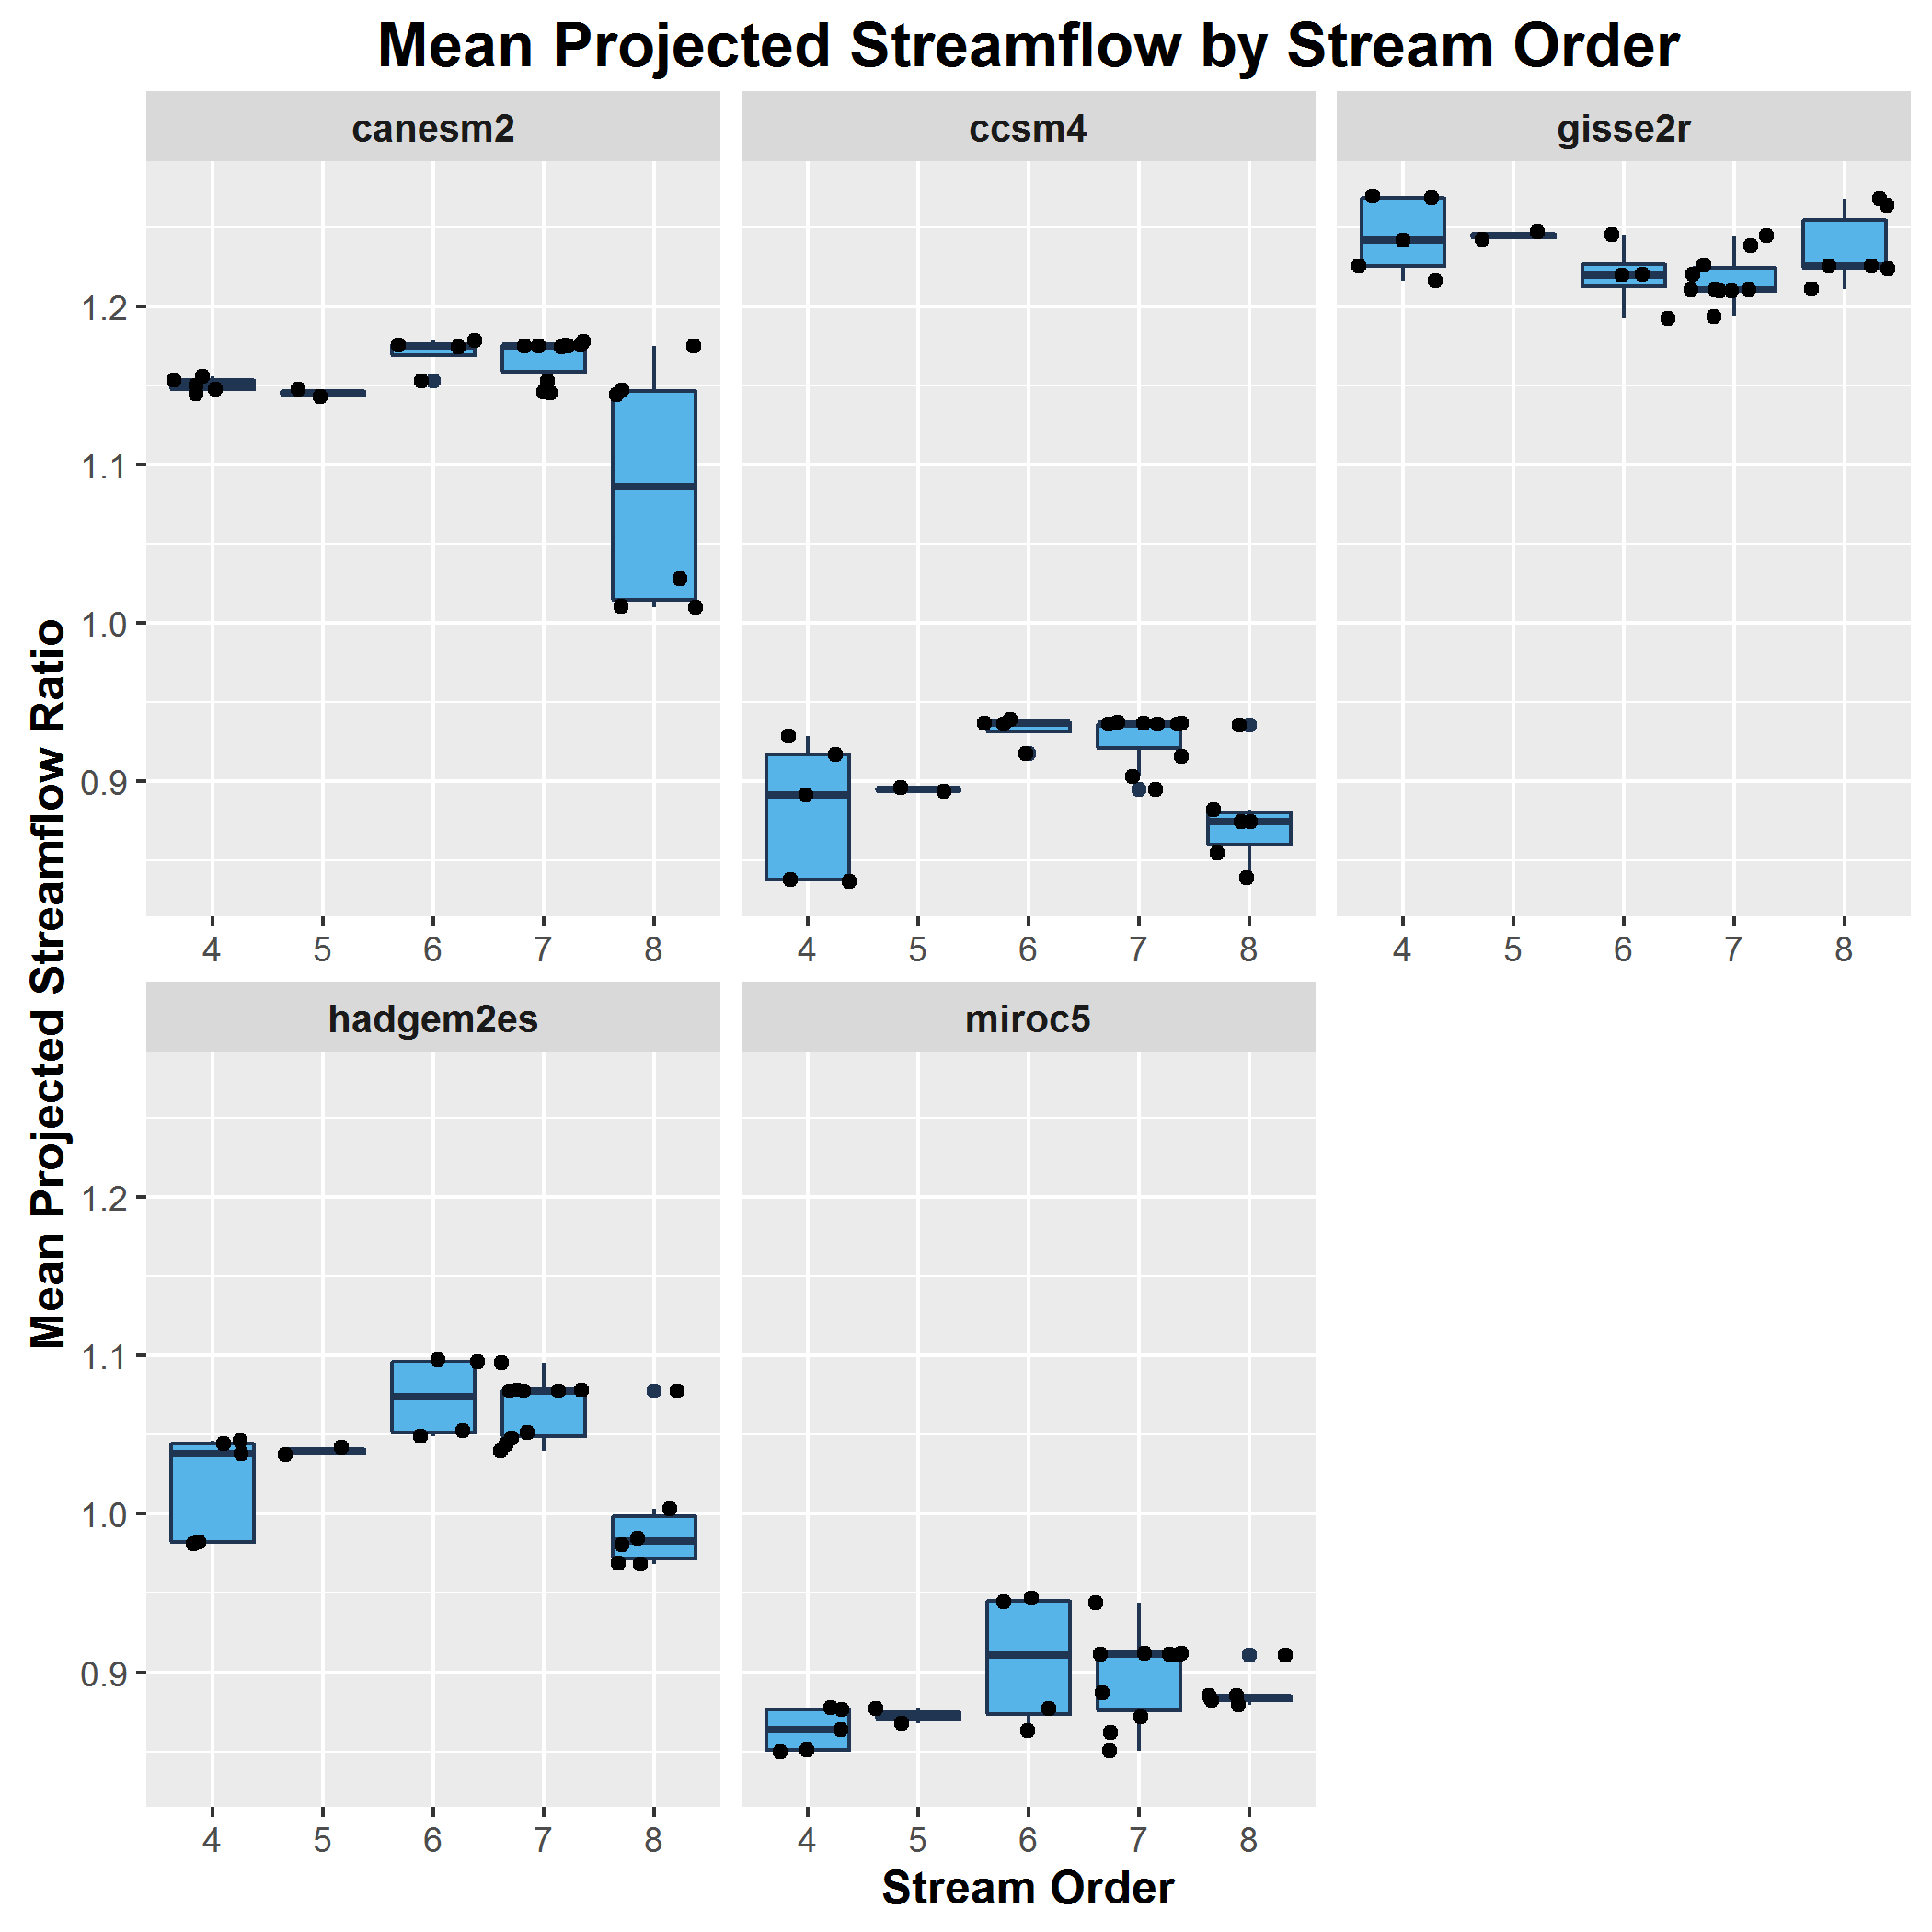 Mean Projected Streamflow by Stream Order
canesm2
ccsm4
gisse2r
1.2
1.1
1.0
0.9
4 5 6 7 8
4 5 6 7 8
4 5 6 7 8
Mean Projected Streamflow Ratio
hadgem2es
miroc5
1.2
1.1
1.0
0.9
4 5 6 7 8
4 5 6 7 8
Stream Order